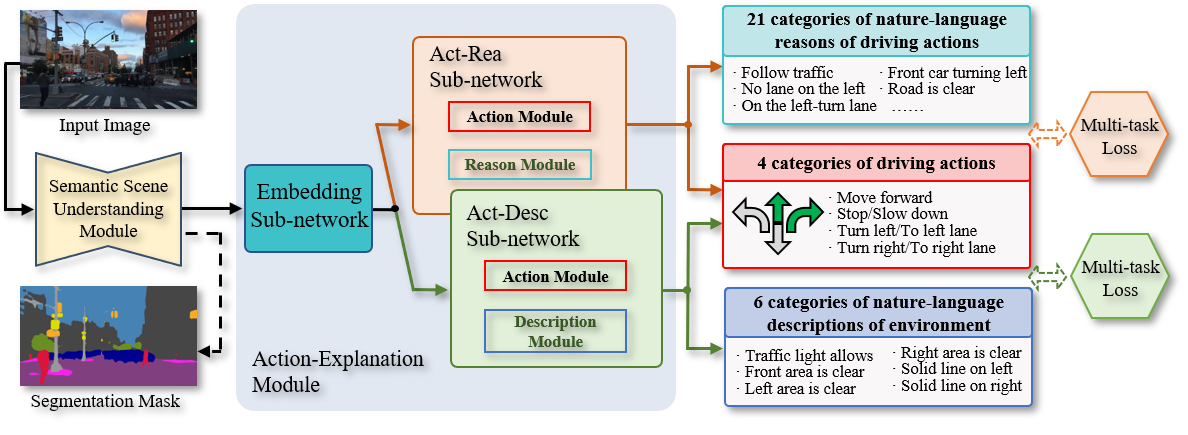 Input Image
Semantic Scene
Understanding
Module
Segmentation Mask
Embedding
Sub-network
Action-Explanation
Module
Act-Rea
Sub-network
Action Module
Reason Module
Act-Desc
Sub-network
Action Module
Description
Module
21 categories of nature-language
reasons of driving actions
· Follow traffic
· No lane on the left
· On the left-turn lane
· Front car turning left
· Road is clear
……
4 categories of driving actions
· Move forward
· Stop/Slow down
· Turn left/To left lane
· Turn right/To right lane
6 categories of nature-language
descriptions of environment
· Traffic light allows
· Front area is clear
· Left area is clear
· Right area is clear
· Solid line on left
· Solid line on right
Multi-task
Loss
Multi-task
Loss